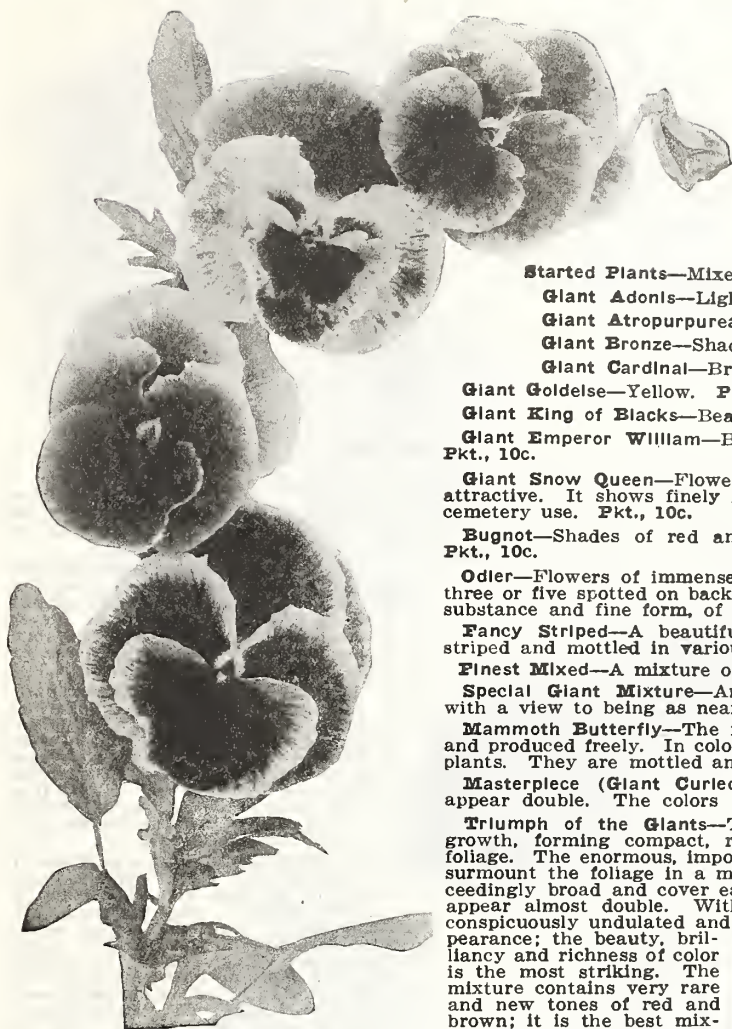 Started Plants—Mixe
Giant Adonis—Ligh
Giant Atropurpurea
Giant Bronze—Shad
Giant Cardinal—Br
Giant Goldelse—Yellow. P
Giant King of Blacks—Bea
Giant Emperor William—B
Pkt., 10c.
Giant Snow Queen—Flowe
attractive. It shows finely
cemetery use. Pkt., 10c.
Bugnot—Shades of red an
Pkt., 10c.
Odier—Flowers of immense
three or five spotted on back
substance and fine form, of
Fancy Striped—A beautifu
striped and mottled in variou
Finest Mixed—A mixture o
Special Giant Mixture—An
with a view to being as near
Mammoth Butterfly—The
and produced freely. In colo
plants. They are mottled an
Masterpiece (Giant Curled
appear double. The colors
Triumph of the Giants—T
growth, forming compact, r
foliage. The enormous, impo
surmount the foliage in a m
ceedingly broad and cover ea
appear almost double. With
conspicuously undulated and
pearance; the beauty, bril-
liancy and richness of color
is the most striking. The
mixture contains very rare
and new tones of red and
brown; it is the best mix-